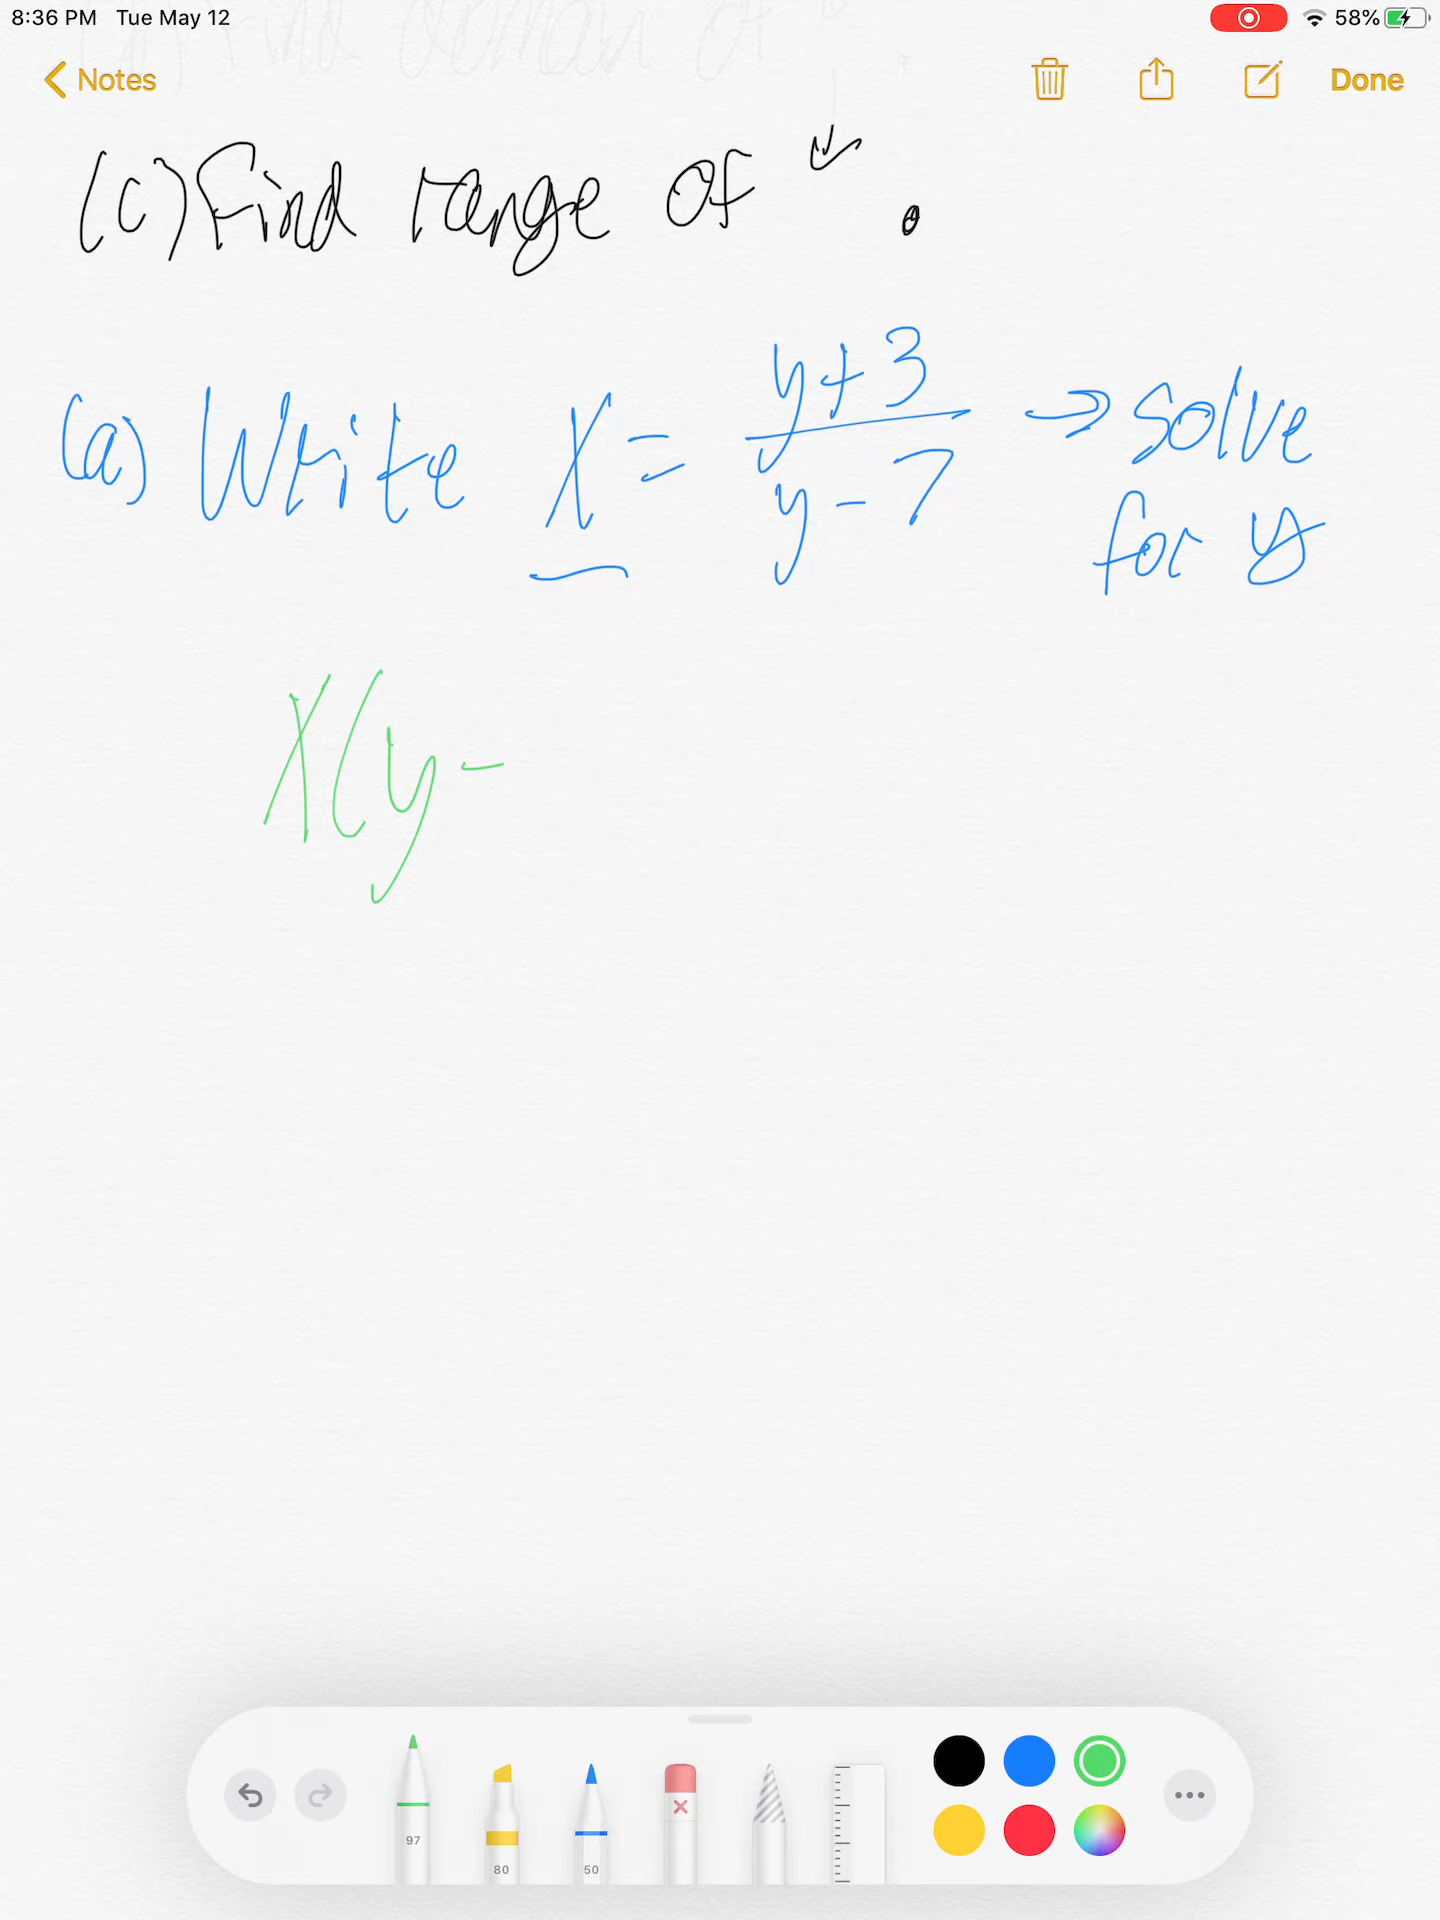 8:36 PM Tue May 12 58%
Notes Done
(c) Find range of .
(a) Write x = y+3 / y-7 → solve
for y
x(y-
97 80 50